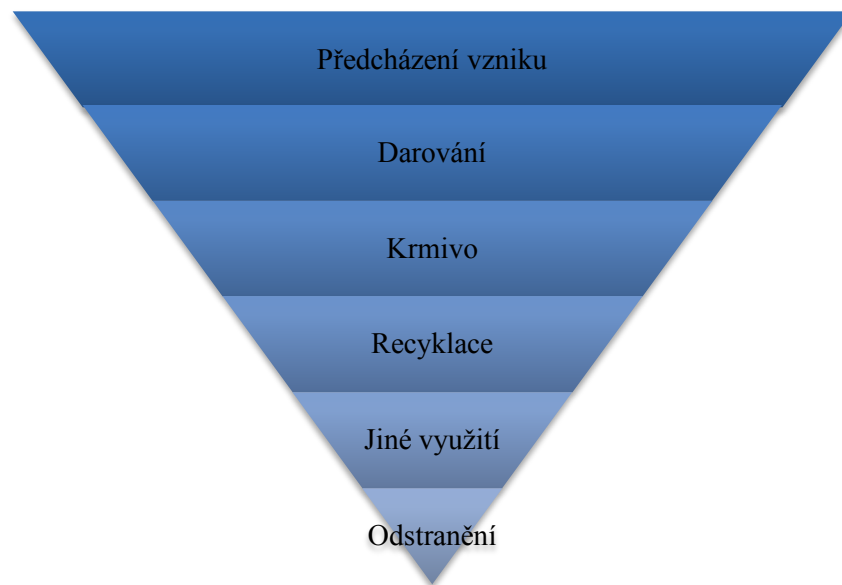 Předcházení vzniku
Darování
Krmivo
Recyklace
Jiné využití
Odstranění